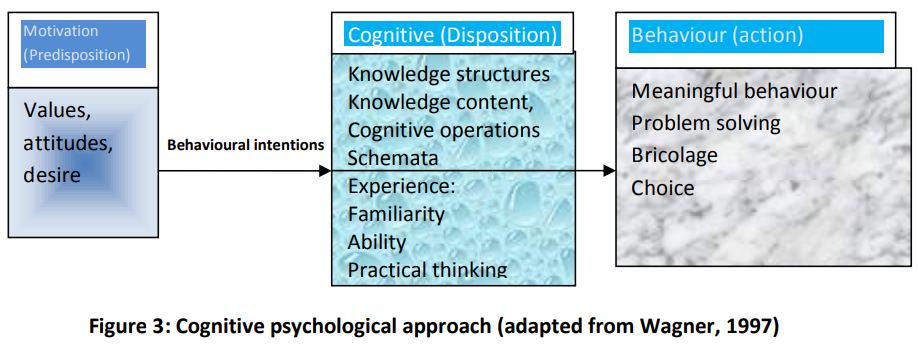 Motivation
(Predisposition)
Values,
attitudes,
desire
Behavioural intentions
Cognitive (Disposition)
Knowledge structures
Knowledge content,
Cognitive operations
Schemata
Experience:
Familiarity
Ability
Practical thinking
Behaviour (action)
Meaningful behaviour
Problem solving
Bricolage
Choice
Figure 3: Cognitive psychological approach (adapted from Wagner, 1997)